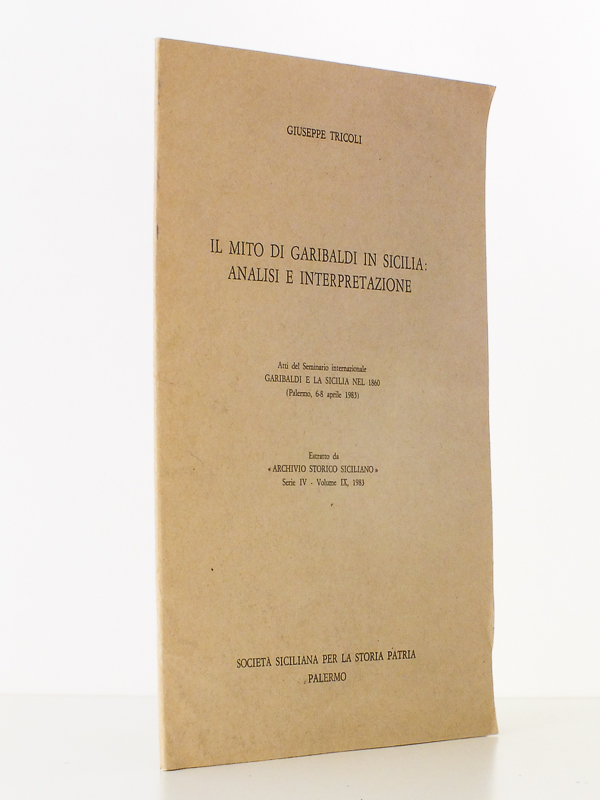 GIUSEPPE TRICOLI
IL MITO DI GARIBALDI IN SICILIA:
ANALISI E INTERPRETAZIONE
Atti del Seminario internazionale
GARIBALDI E LA SICILIA NEL 1860
(Palermo, 6-8 aprile 1983)
Estratto da
« ARCHIVIO STORICO SICILIANO »
Serie IV - Volume IX, 1983
SOCIETÀ SICILIANA PER LA STORIA PATRIA
PALERMO